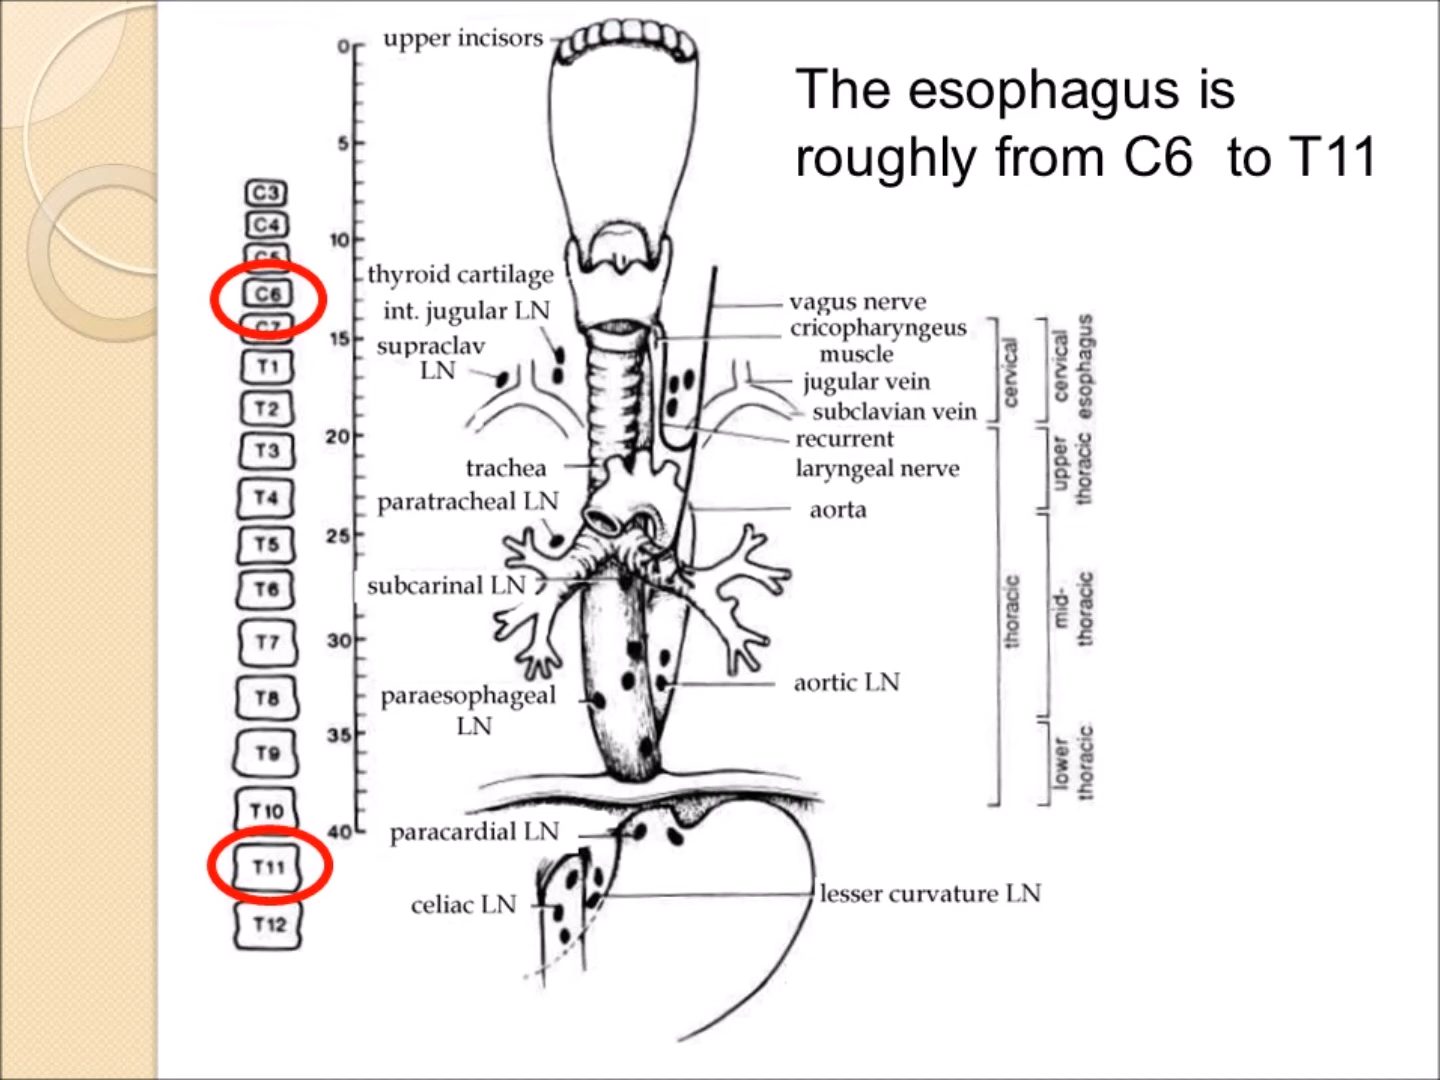 The esophagus is
roughly from C6 to T11
upper incisors
0
5
10
15
20
25
30
35
40
C3
C4
C5
C6
C7
T1
T2
T3
T4
T5
T6
T7
T8
T9
T10
T11
T12
thyroid cartilage
int. jugular LN
supraclav
LN
trachea
paratracheal LN
subcarinal LN
paraesophageal
LN
paracardial LN
celiac LN
vagus nerve
cricopharyngeus
muscle
jugular vein
subclavian vein
recurrent
laryngeal nerve
aorta
aortic LN
lesser curvature LN
cervical
thoracic
cervical
esophagus
upper
thoracic
mid-
thoracic
lower
thoracic